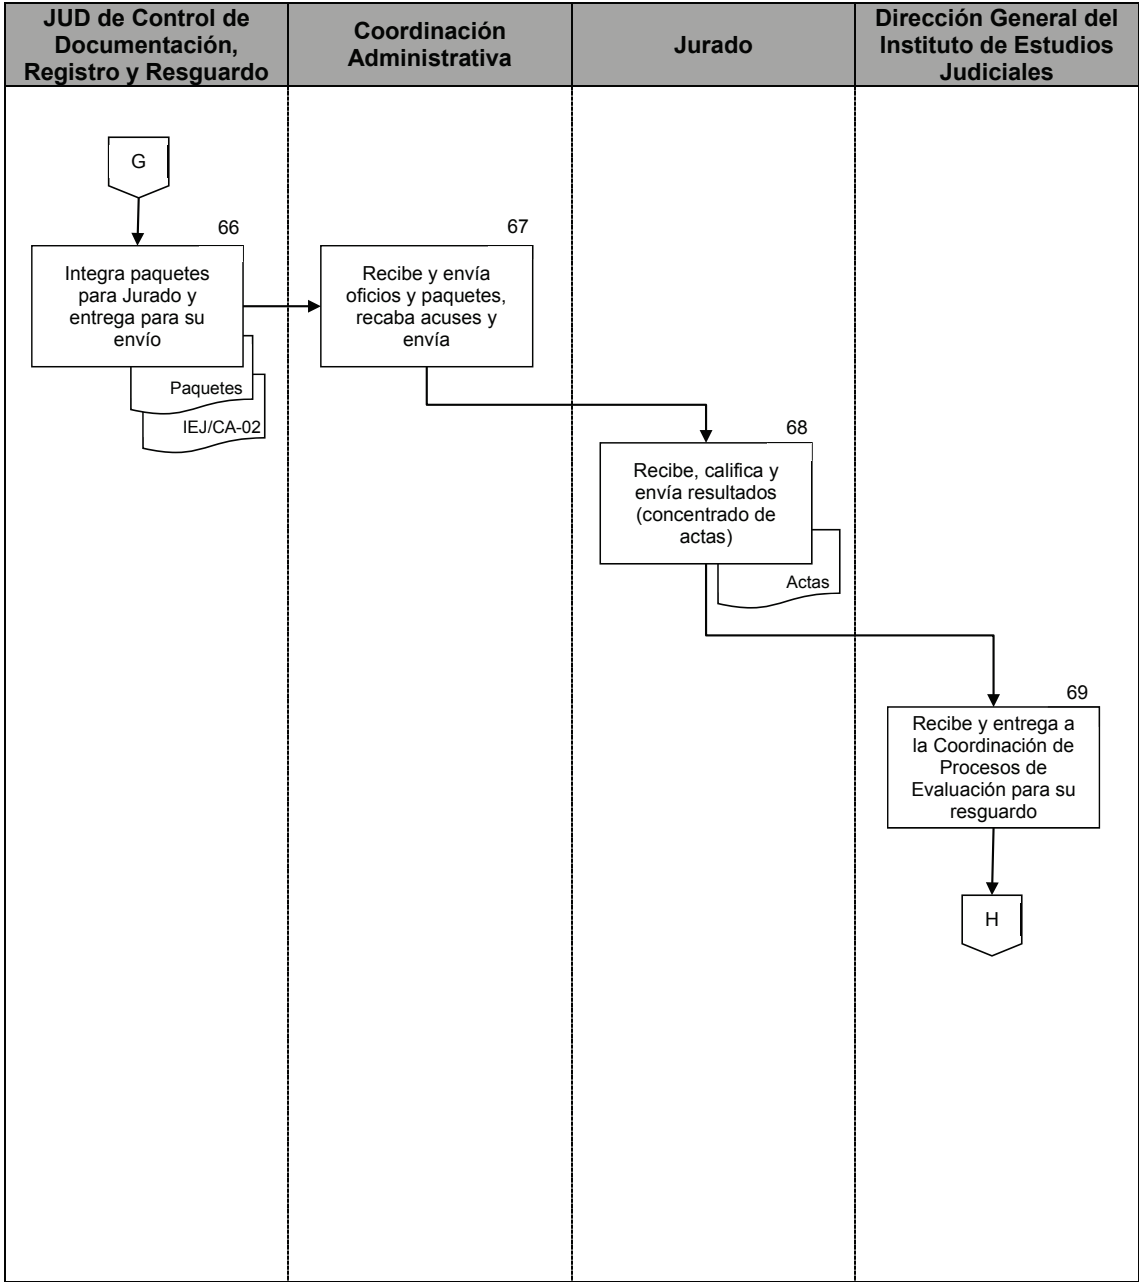 JUD de Control de
Documentación,
Registro y Resguardo
Coordinación
Administrativa
Jurado
Dirección General del
Instituto de Estudios
Judiciales
G
66
Integra paquetes
para Jurado y
entrega para su
envío
Paquetes
IEJ/CA-02
67
Recibe y envía
oficios y paquetes,
recaba acuses y
envía
68
Recibe, califica y
envía resultados
(concentrado de
actas)
Actas
69
Recibe y entrega a
la Coordinación de
Procesos de
Evaluación para su
resguardo
H